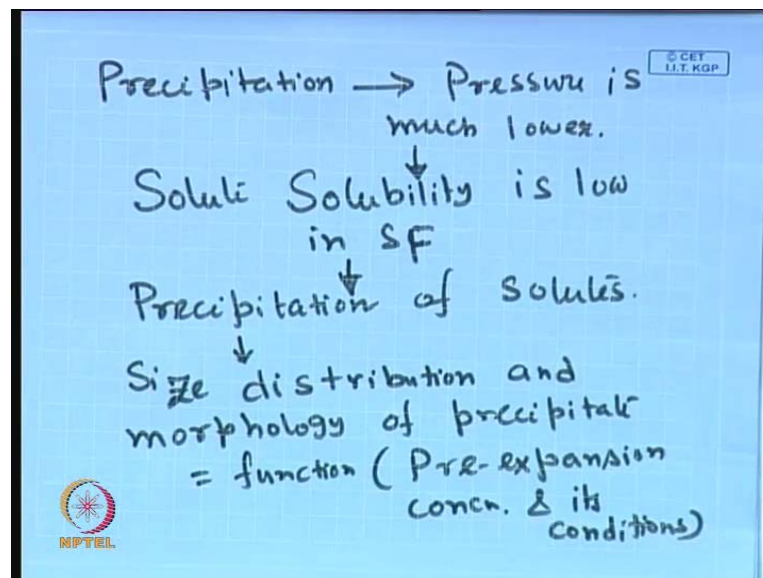 © CET
I.I.T. KGP
Precipitation → Pressure is
much lower.
↓
Solute Solubility is low
in SF
↓
Precipitation of solutes.
↓
Size distribution and
morphology of precipitate
= function (Pre-expansion
concn. & its
conditions)
NPTEL